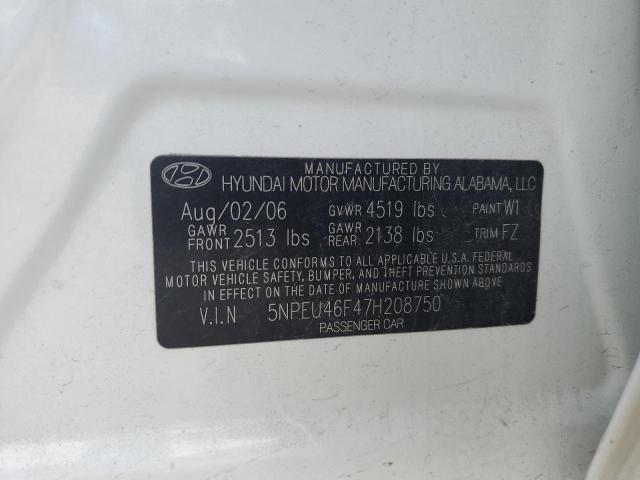 MANUFACTURED BY
HYUNDAI MOTOR MANUFACTURING ALABAMA, LLC
Aug/02/06 GVWR 4519 lbs PAINT W1
GAWR FRONT 2513 lbs GAWR REAR 2138 lbs TRIM FZ
THIS VEHICLE CONFORMS TO ALL APPLICABLE U.S.A. FEDERAL
MOTOR VEHICLE SAFETY, BUMPER, AND THEFT PREVENTION STANDARDS
IN EFFECT ON THE DATE OF MANUFACTURE SHOWN ABOVE
V.I.N 5NPEU46F47H208750
PASSENGER CAR